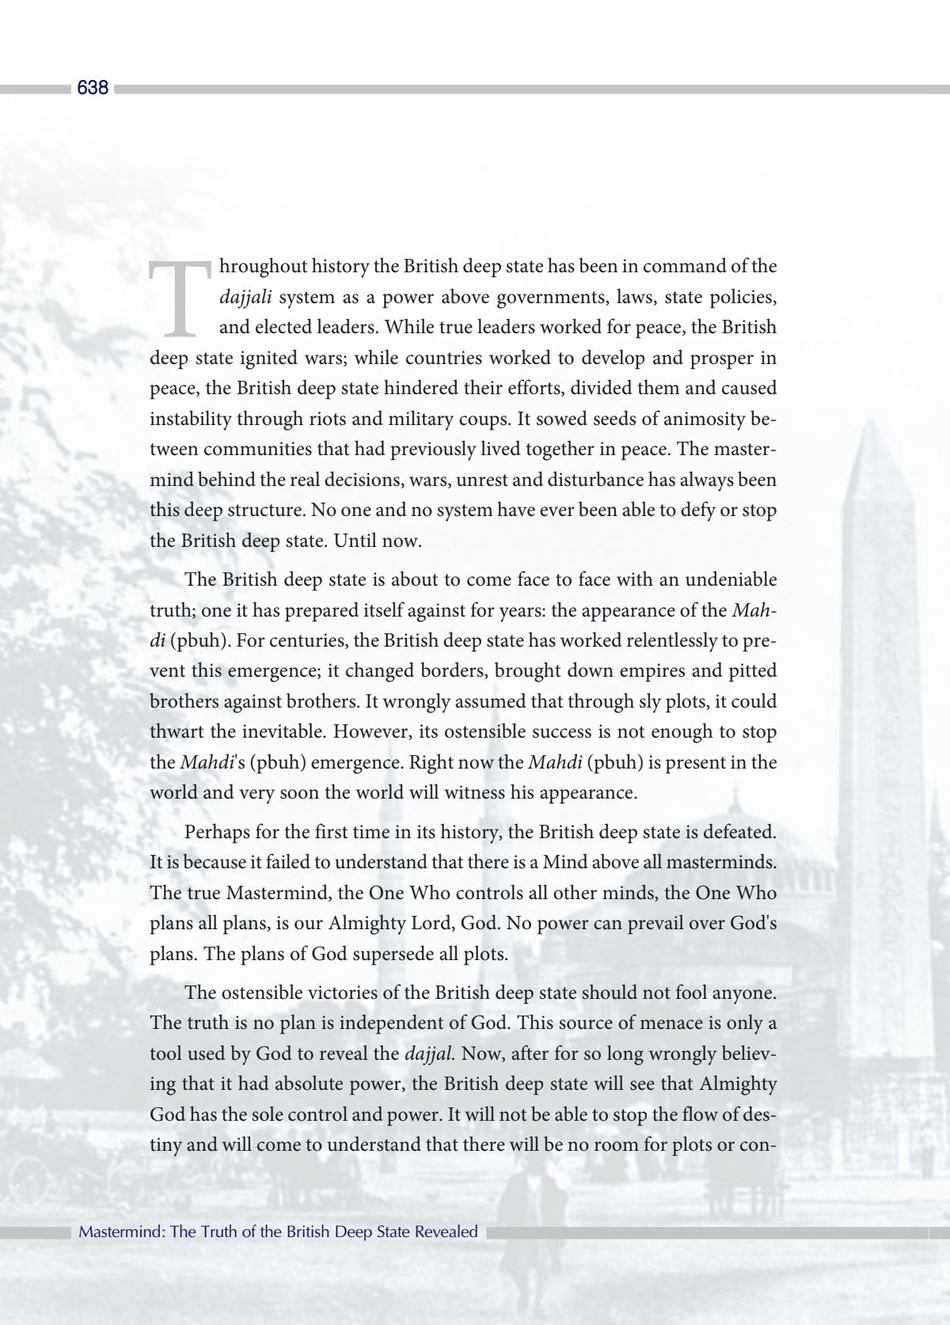 638
Throughout history the British deep state has been in command of the
dajjali system as a power above governments, laws, state policies,
and elected leaders. While true leaders worked for peace, the British
deep state ignited wars; while countries worked to develop and prosper in
peace, the British deep state hindered their efforts, divided them and caused
instability through riots and military coups. It sowed seeds of animosity be-
tween communities that had previously lived together in peace. The master-
mind behind the real decisions, wars, unrest and disturbance has always been
this deep structure. No one and no system have ever been able to defy or stop
the British deep state. Until now.
The British deep state is about to come face to face with an undeniable
truth; one it has prepared itself against for years: the appearance of the Mah-
di (pbuh). For centuries, the British deep state has worked relentlessly to pre-
vent this emergence; it changed borders, brought down empires and pitted
brothers against brothers. It wrongly assumed that through sly plots, it could
thwart the inevitable. However, its ostensible success is not enough to stop
the Mahdi's (pbuh) emergence. Right now the Mahdi (pbuh) is present in the
world and very soon the world will witness his appearance.
Perhaps for the first time in its history, the British deep state is defeated.
It is because it failed to understand that there is a Mind above all masterminds.
The true Mastermind, the One Who controls all other minds, the One Who
plans all plans, is our Almighty Lord, God. No power can prevail over God's
plans. The plans of God supersede all plots.
The ostensible victories of the British deep state should not fool anyone.
The truth is no plan is independent of God. This source of menace is only a
tool used by God to reveal the dajjal. Now, after for so long wrongly believ-
ing that it had absolute power, the British deep state will see that Almighty
God has the sole control and power. It will not be able to stop the flow of des-
tiny and will come to understand that there will be no room for plots or con-
Mastermind: The Truth of the British Deep State Revealed